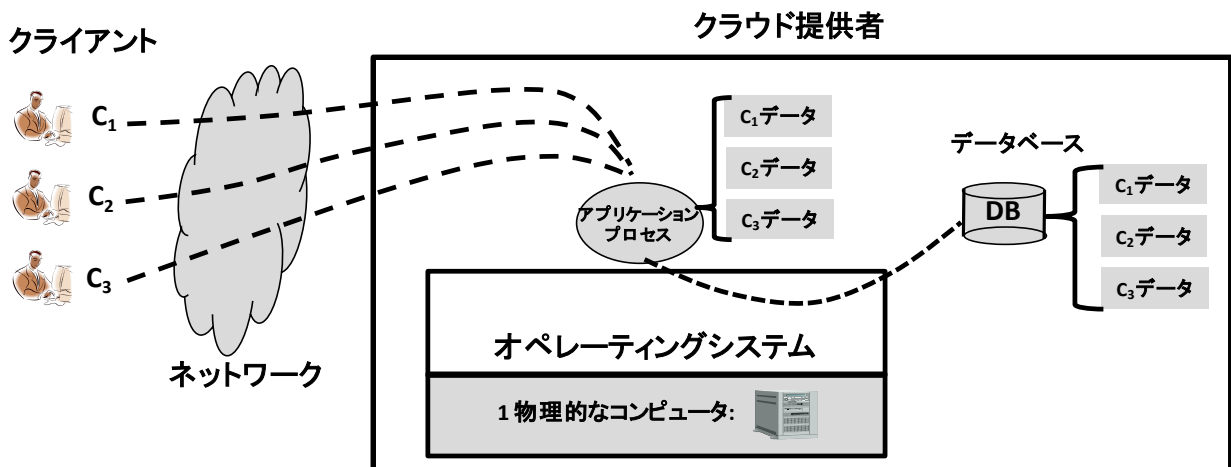 クラウド提供者
クライアント
C1
C2
C3
ネットワーク
アプリケーション
プロセス
C1データ
C2データ
C3データ
データベース
DB
C1データ
C2データ
C3データ
オペレーティングシステム
1 物理的なコンピュータ: